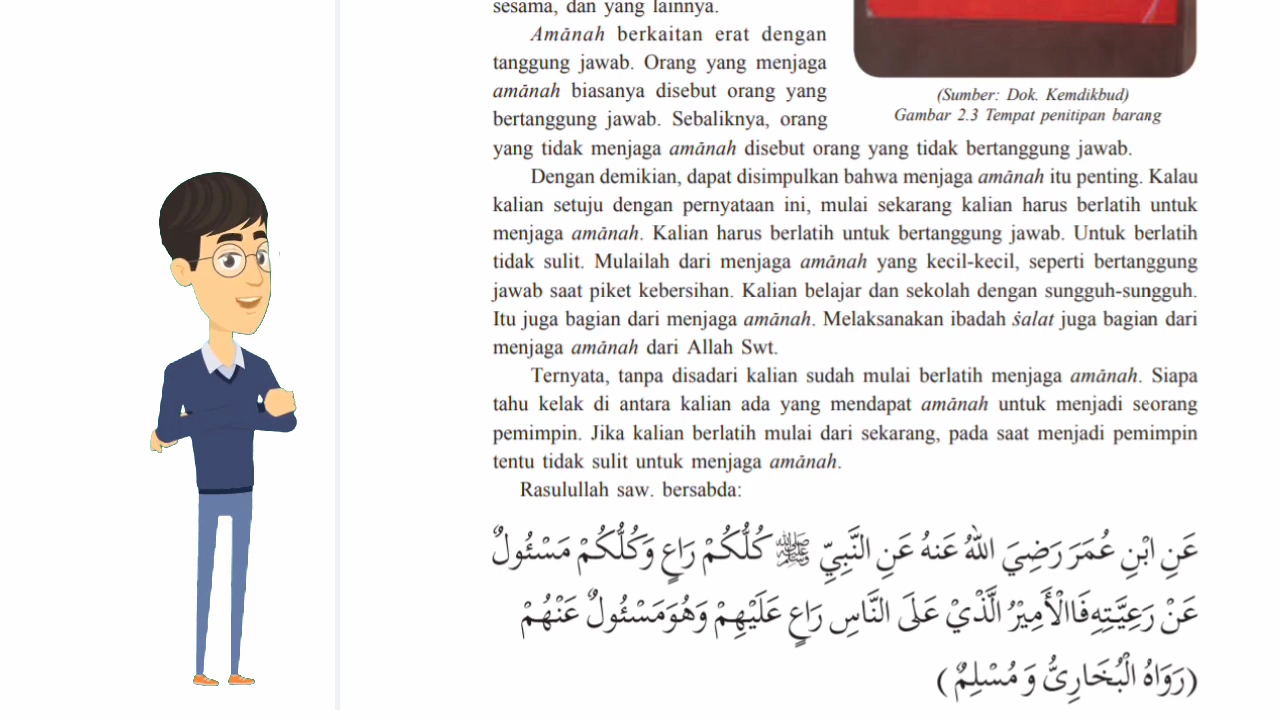 sesama, dan yang lainnya.
Amānah berkaitan erat dengan
tanggung jawab. Orang yang menjaga
amānah biasanya disebut orang yang
bertanggung jawab. Sebaliknya, orang
yang tidak menjaga amānah disebut orang yang tidak bertanggung jawab.
(Sumber: Dok. Kemdikbud)
Gambar 2.3 Tempat penitipan barang
Dengan demikian, dapat disimpulkan bahwa menjaga amānah itu penting. Kalau
kalian setuju dengan pernyataan ini, mulai sekarang kalian harus berlatih untuk
menjaga amānah. Kalian harus berlatih untuk bertanggung jawab. Untuk berlatih
tidak sulit. Mulailah dari menjaga amānah yang kecil-kecil, seperti bertanggung
jawab saat piket kebersihan. Kalian belajar dan sekolah dengan sungguh-sungguh.
Itu juga bagian dari menjaga amānah. Melaksanakan ibadah ṡalat juga bagian dari
menjaga amānah dari Allah Swt.
Ternyata, tanpa disadari kalian sudah mulai berlatih menjaga amānah. Siapa
tahu kelak di antara kalian ada yang mendapat amānah untuk menjadi seorang
pemimpin. Jika kalian berlatih mulai dari sekarang, pada saat menjadi pemimpin
tentu tidak sulit untuk menjaga amānah.
Rasulullah saw. bersabda:
عَنِ ابْنِ عُمَرَ رَضِيَ اللهُ عَنهُ عَنِ النَّبِيِّ ﷺ كُلُّكُمْ رَاعٍ وَكُلُّكُمْ مَسْئُولٌ
عَنْ رَعِيَّتِهِ فَاالْأَمِيْرُ الَّذْيْ عَلَى النَّاسِ رَاعٍ عَلَيْهِمْ وَهُوَمَسْئُولٌ عَنْهُمْ
(رَوَاهُ الْبُخَارِىُّ وَ مُسْلِمٌ)